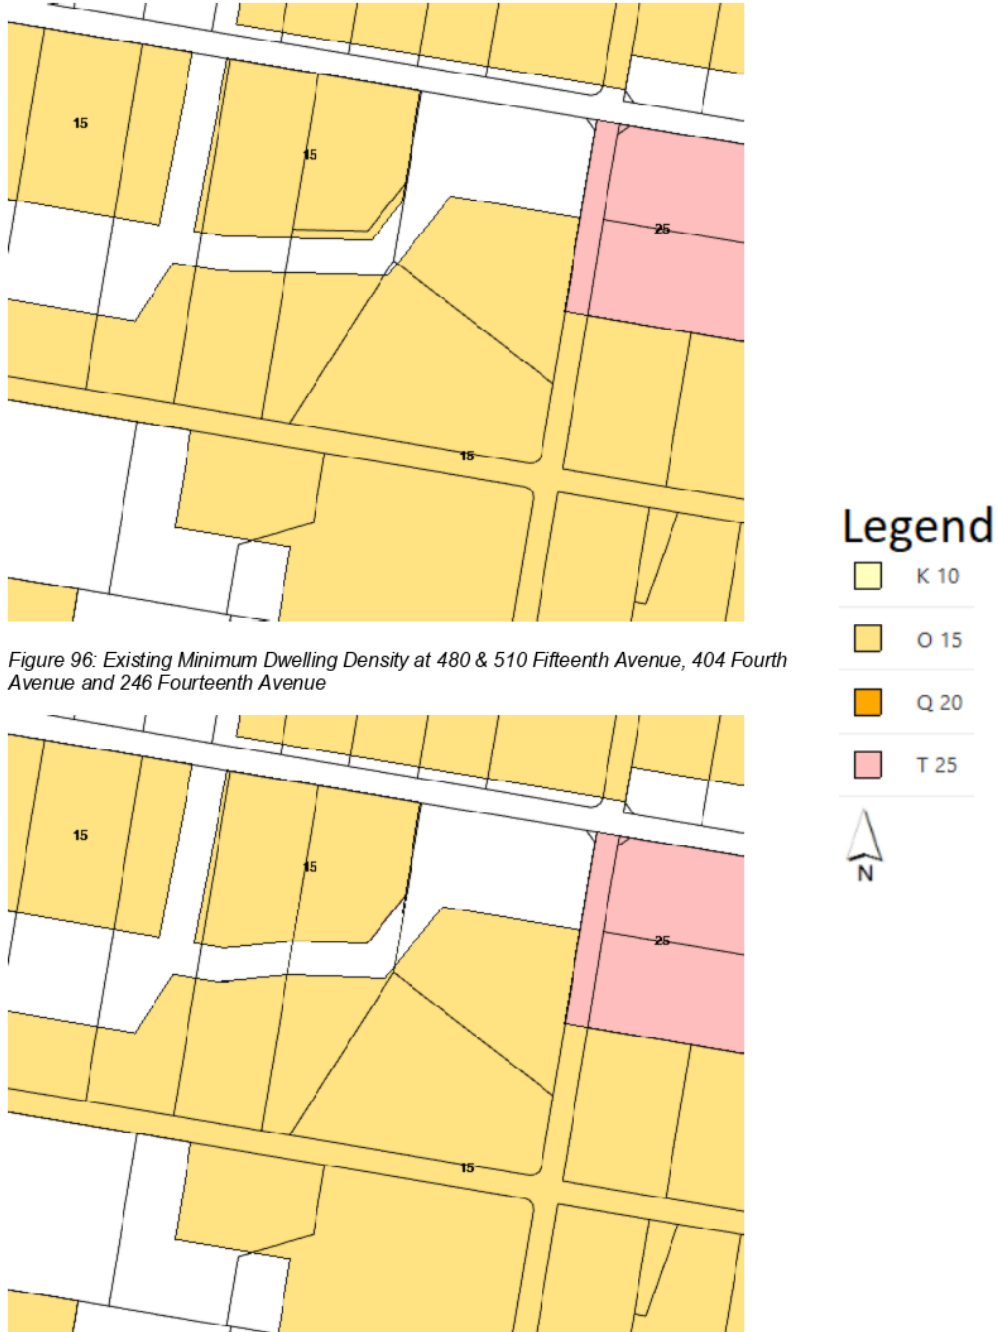 15
15
25
15
Legend
K 10
O 15
Q 20
T 25
N
Figure 96: Existing Minimum Dwelling Density at 480 & 510 Fifteenth Avenue, 404 Fourth
Avenue and 246 Fourteenth Avenue
15
15
25
15